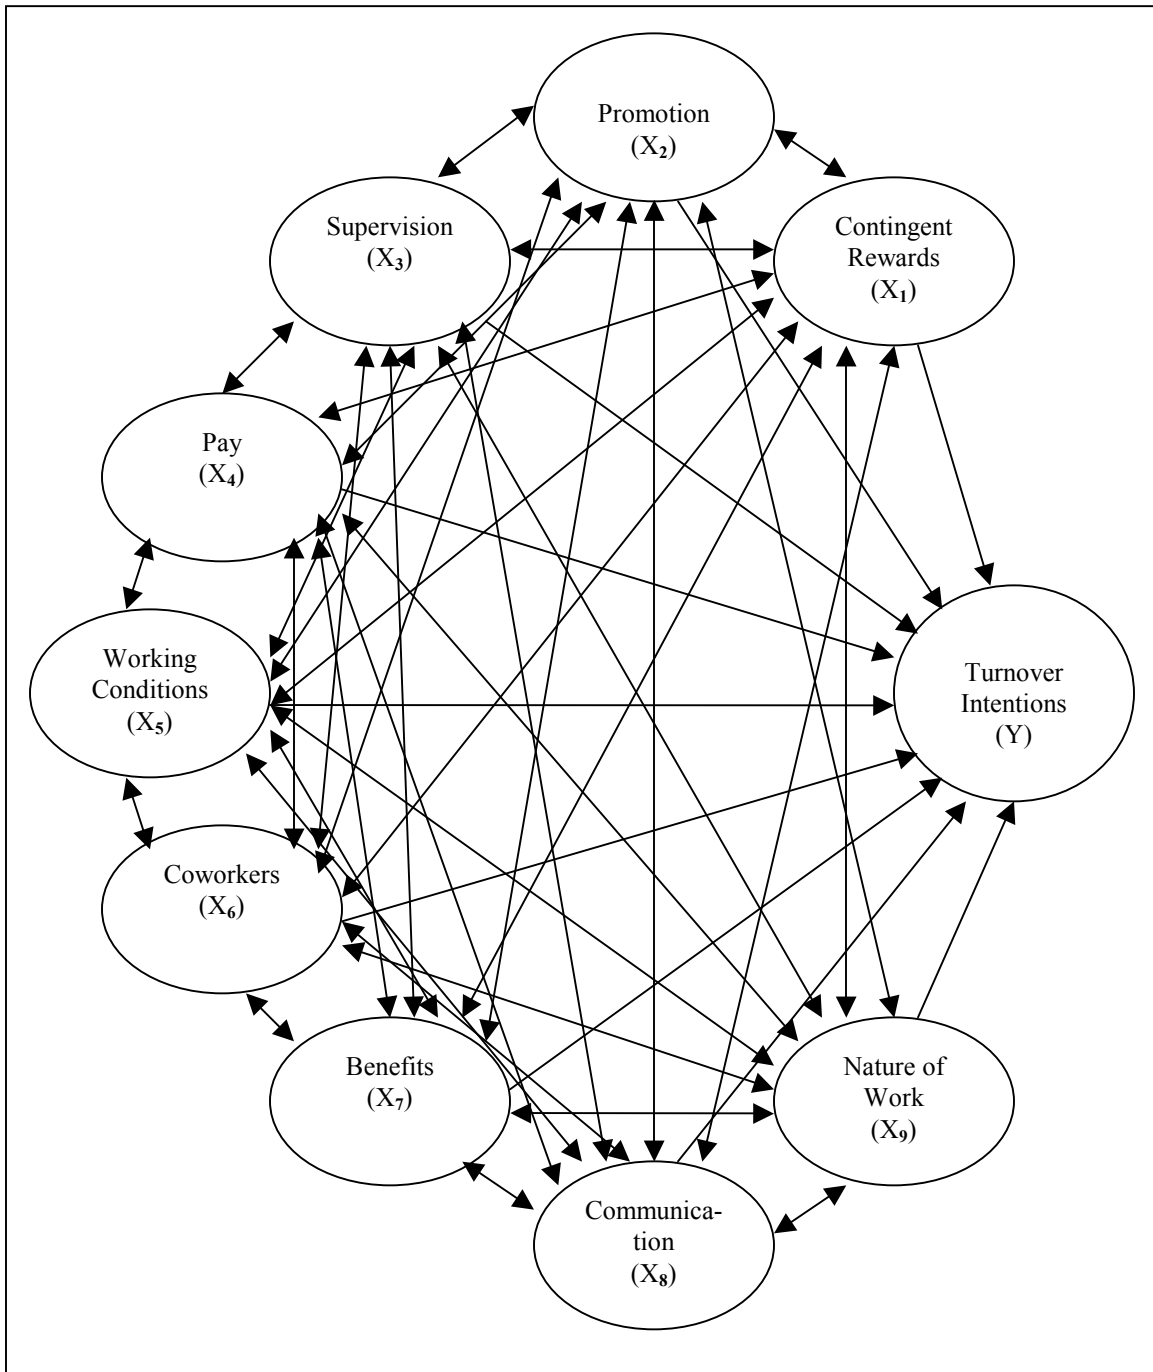 Promotion
(X₂)
Supervision
(X₃)
Contingent
Rewards
(X₁)
Pay
(X₄)
Working
Conditions
(X₅)
Turnover
Intentions
(Y)
Coworkers
(X₆)
Benefits
(X₇)
Nature of
Work
(X₉)
Communica-
tion
(X₈)